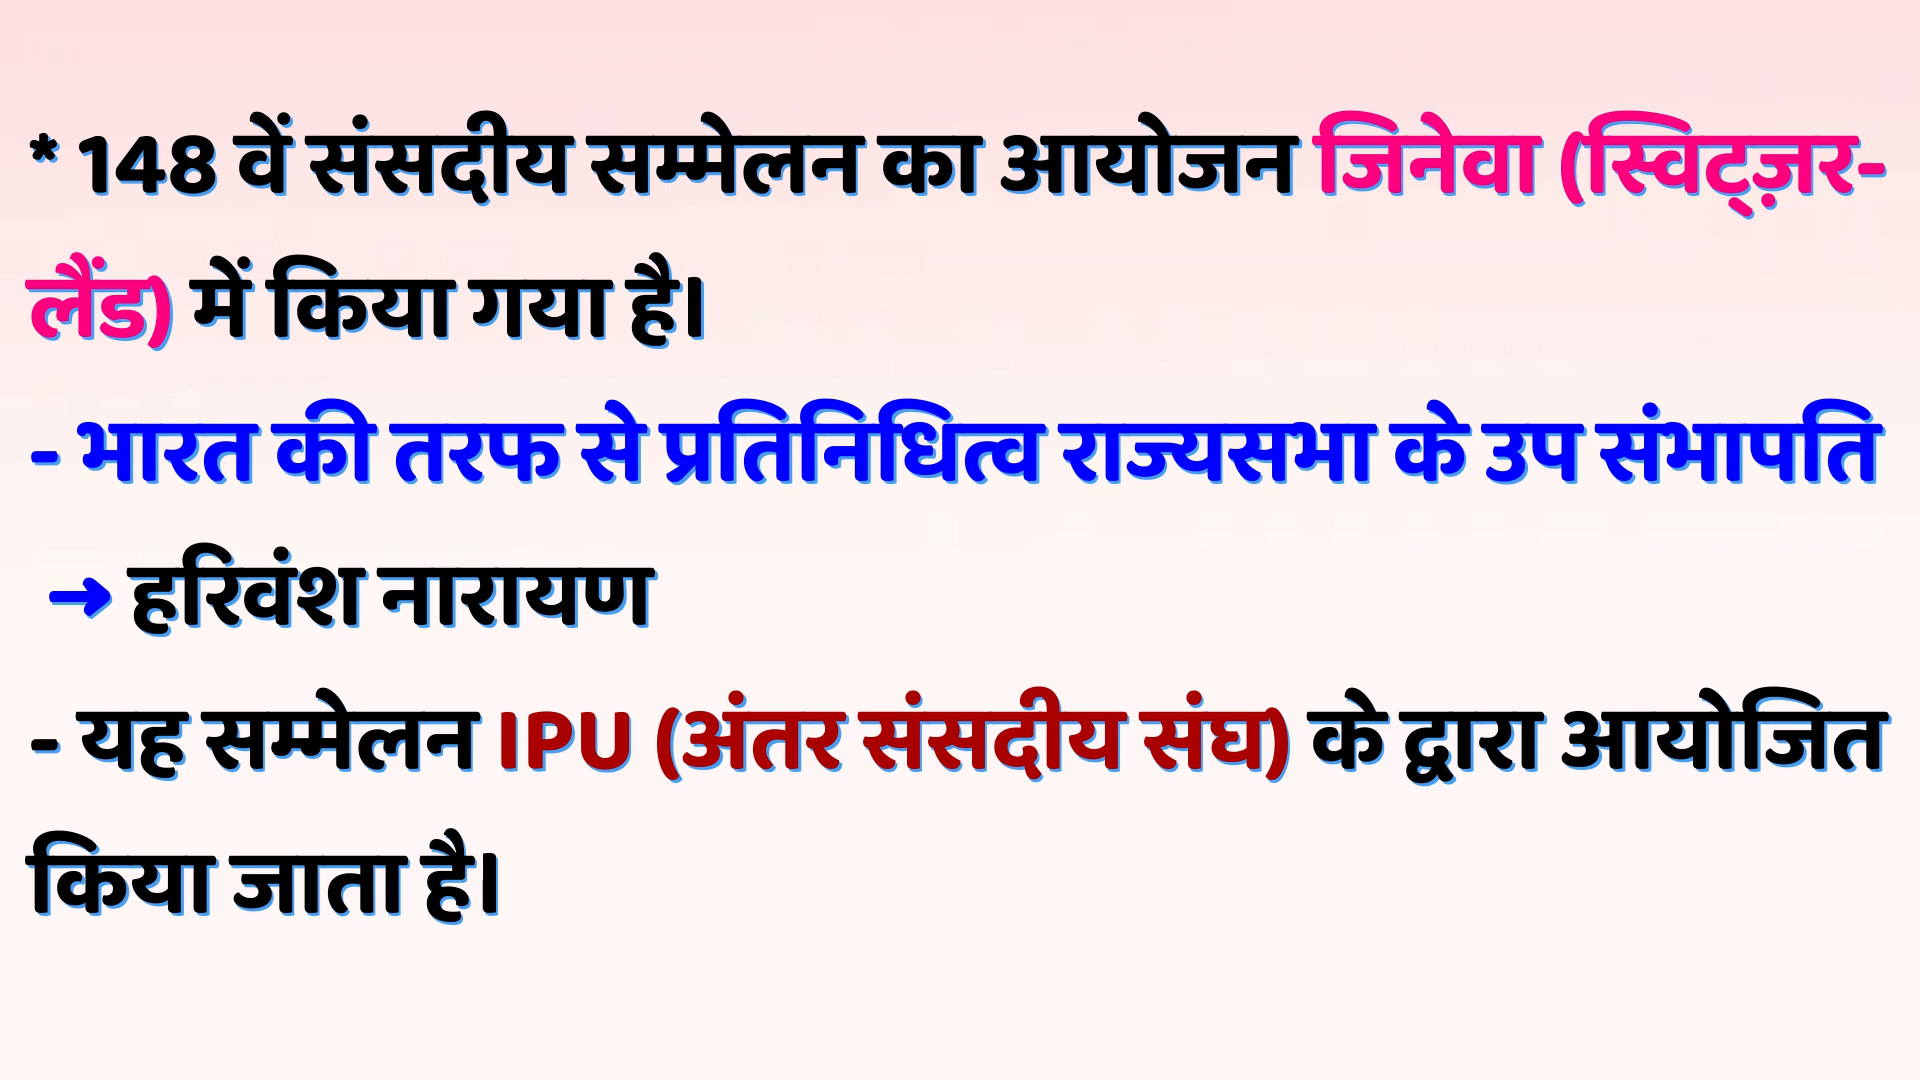 * 148 वें संसदीय सम्मेलन का आयोजन जिनेवा (स्विट्ज़र-
लैंड) में किया गया है।
- भारत की तरफ से प्रतिनिधित्व राज्यसभा के उप संभापति
→ हरिवंश नारायण
- यह सम्मेलन IPU (अंतर संसदीय संघ) के द्वारा आयोजित
किया जाता है।